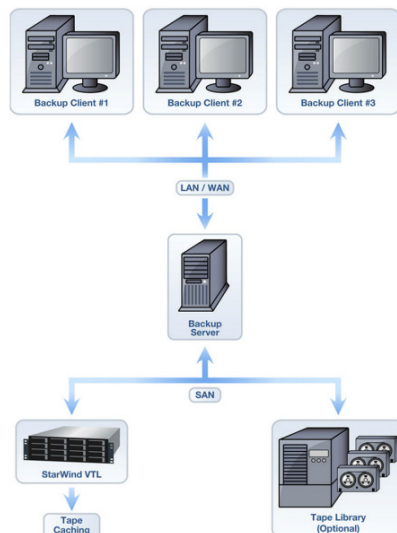 Backup Client #1
Backup Client #2
Backup Client #3
LAN / WAN
Backup
Server
SAN
StarWind VTL
Tape Library
(Optional)
Tape
Caching